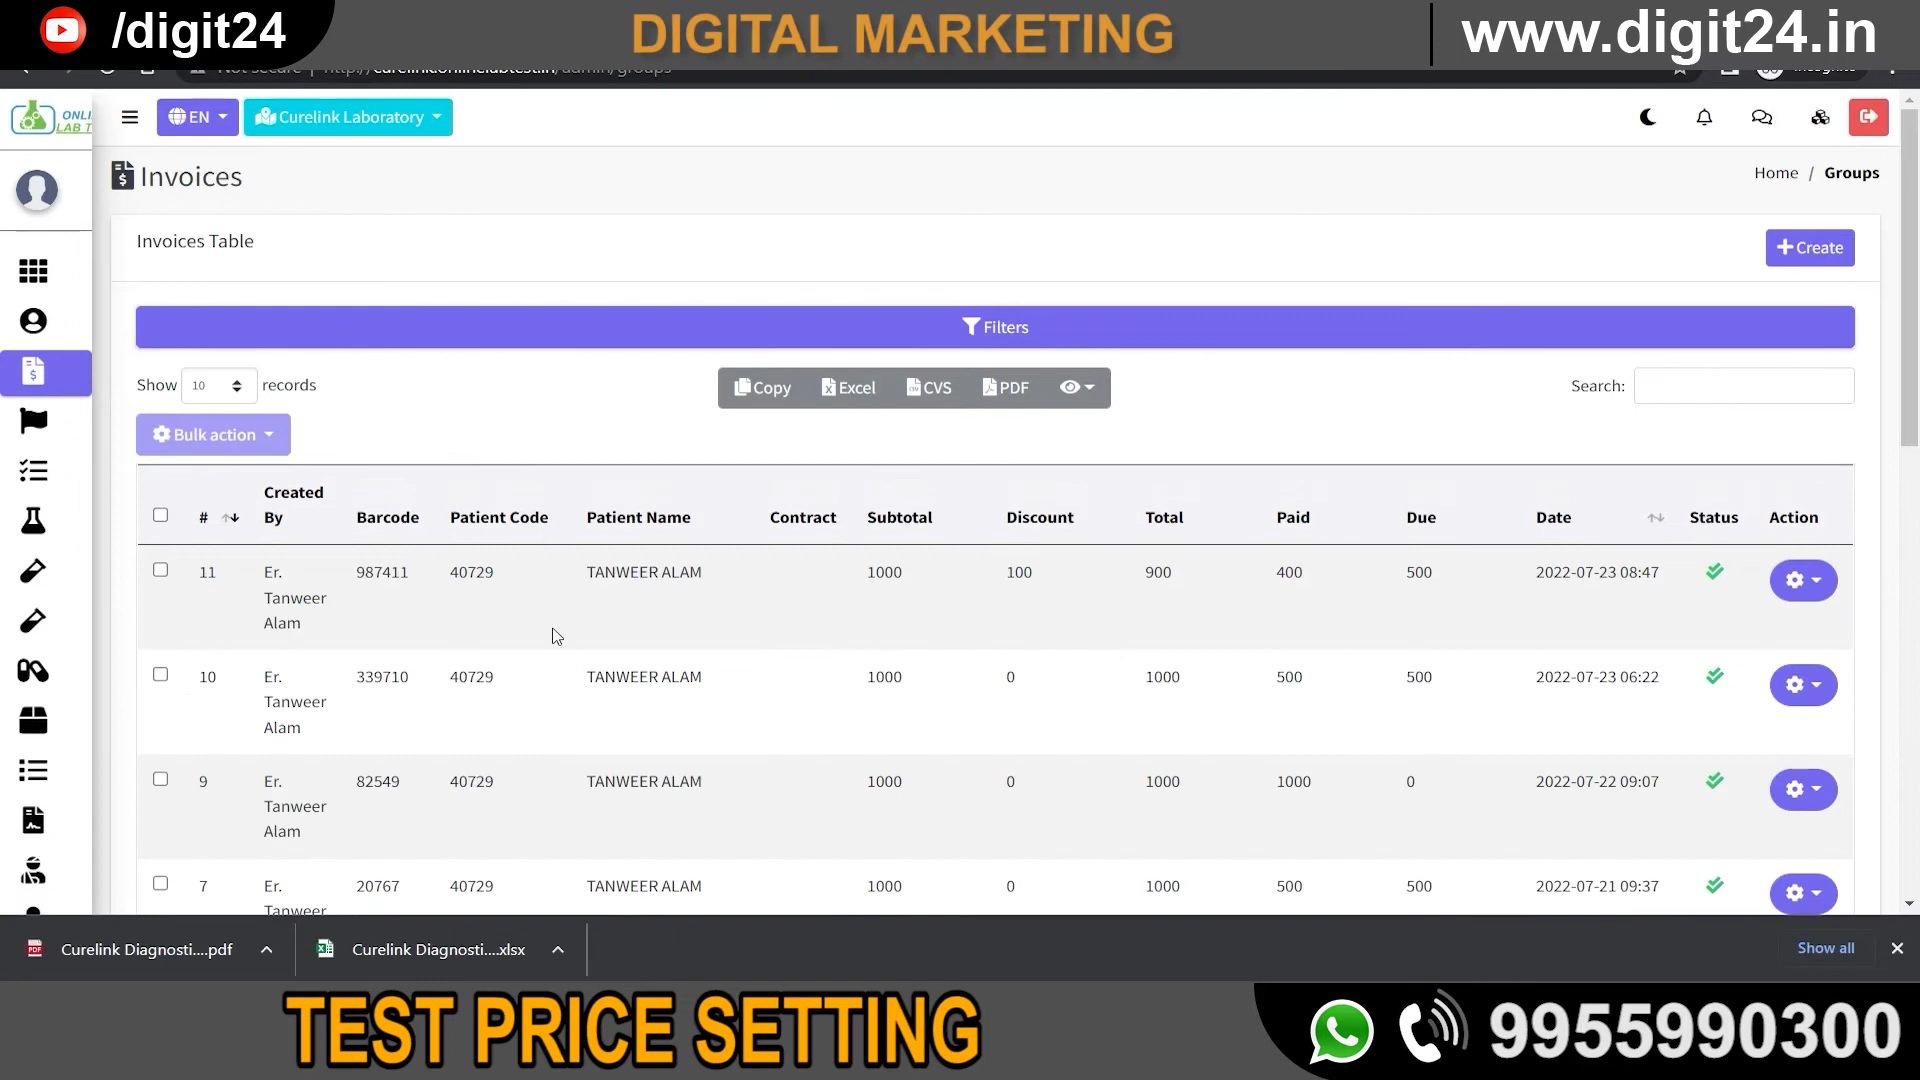 /digit24
DIGITAL MARKETING
www.digit24.in
ONLI
LAB T
EN
Curelink Laboratory
Invoices
Home / Groups
Invoices Table
Create
Filters
Show 10 records
Copy Excel CVS PDF
Search:
Bulk action
# Created By Barcode Patient Code Patient Name Contract Subtotal Discount Total Paid Due Date Status Action
11 Er. Tanweer Alam 987411 40729 TANWEER ALAM 1000 100 900 400 500 2022-07-23 08:47
10 Er. Tanweer Alam 339710 40729 TANWEER ALAM 1000 0 1000 500 500 2022-07-23 06:22
9 Er. Tanweer Alam 82549 40729 TANWEER ALAM 1000 0 1000 1000 0 2022-07-22 09:07
7 Er. Tanweer 20767 40729 TANWEER ALAM 1000 0 1000 500 500 2022-07-21 09:37
Curelink Diagnosti....pdf
Curelink Diagnosti....xlsx
Show all
TEST PRICE SETTING
9955990300